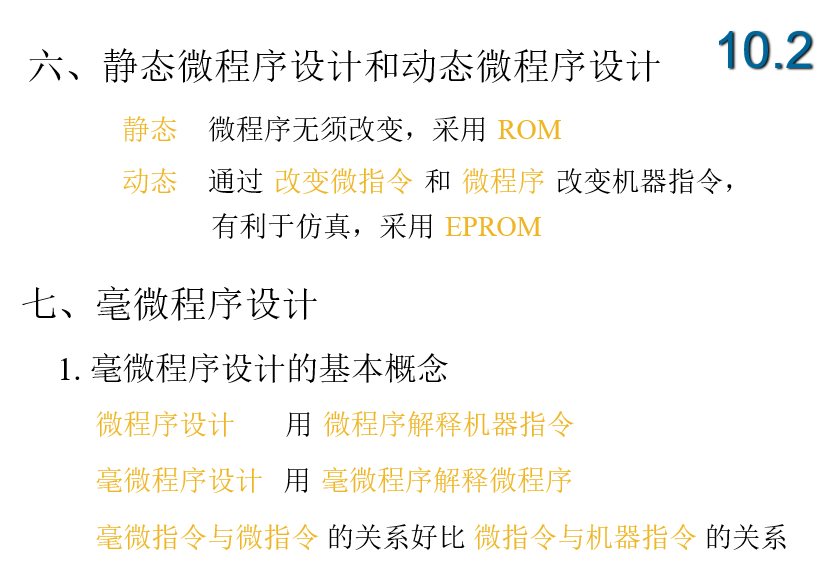 六、静态微程序设计和动态微程序设计 10.2
静态 微程序无须改变，采用 ROM
动态 通过 改变微指令 和 微程序 改变机器指令，
有利于仿真，采用 EPROM
七、毫微程序设计
1. 毫微程序设计的基本概念
微程序设计 用 微程序解释机器指令
毫微程序设计 用 毫微程序解释微程序
毫微指令与微指令 的关系好比 微指令与机器指令 的关系